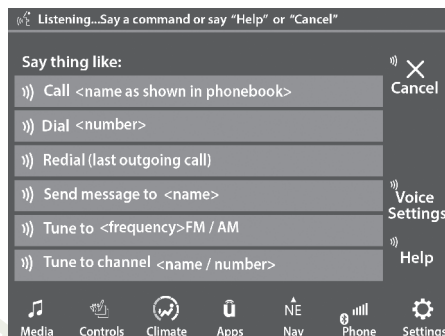 Listening...Say a command or say “Help” or “Cancel”
Say thing like:
Call <name as shown in phonebook>
Dial <number>
Redial (last outgoing call)
Send message to <name>
Tune to <frequency>FM / AM
Tune to channel <name / number>
Cancel
Voice
Settings
Help
NE
Media Controls Climate Apps Nav Phone Settings